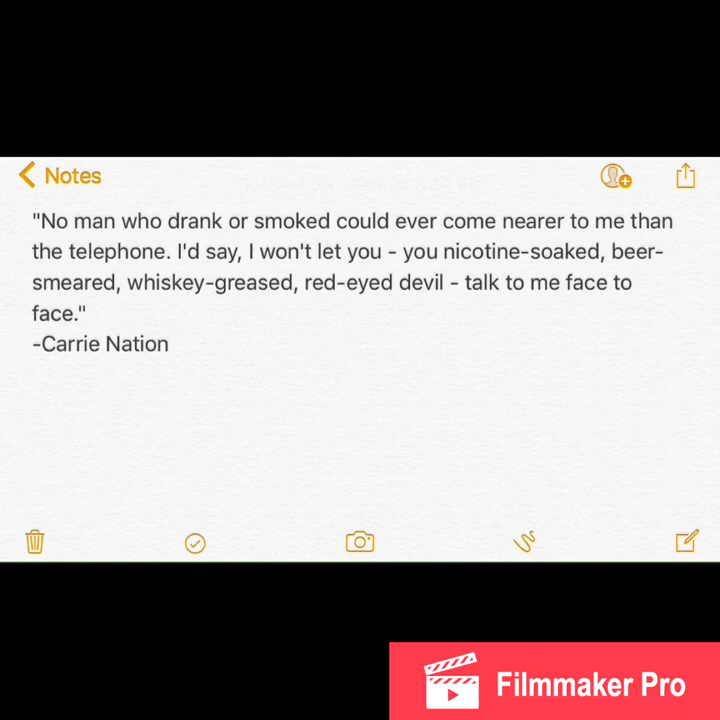 Notes
"No man who drank or smoked could ever come nearer to me than
the telephone. I'd say, I won't let you - you nicotine-soaked, beer-
smeared, whiskey-greased, red-eyed devil - talk to me face to
face."
-Carrie Nation
Filmmaker Pro